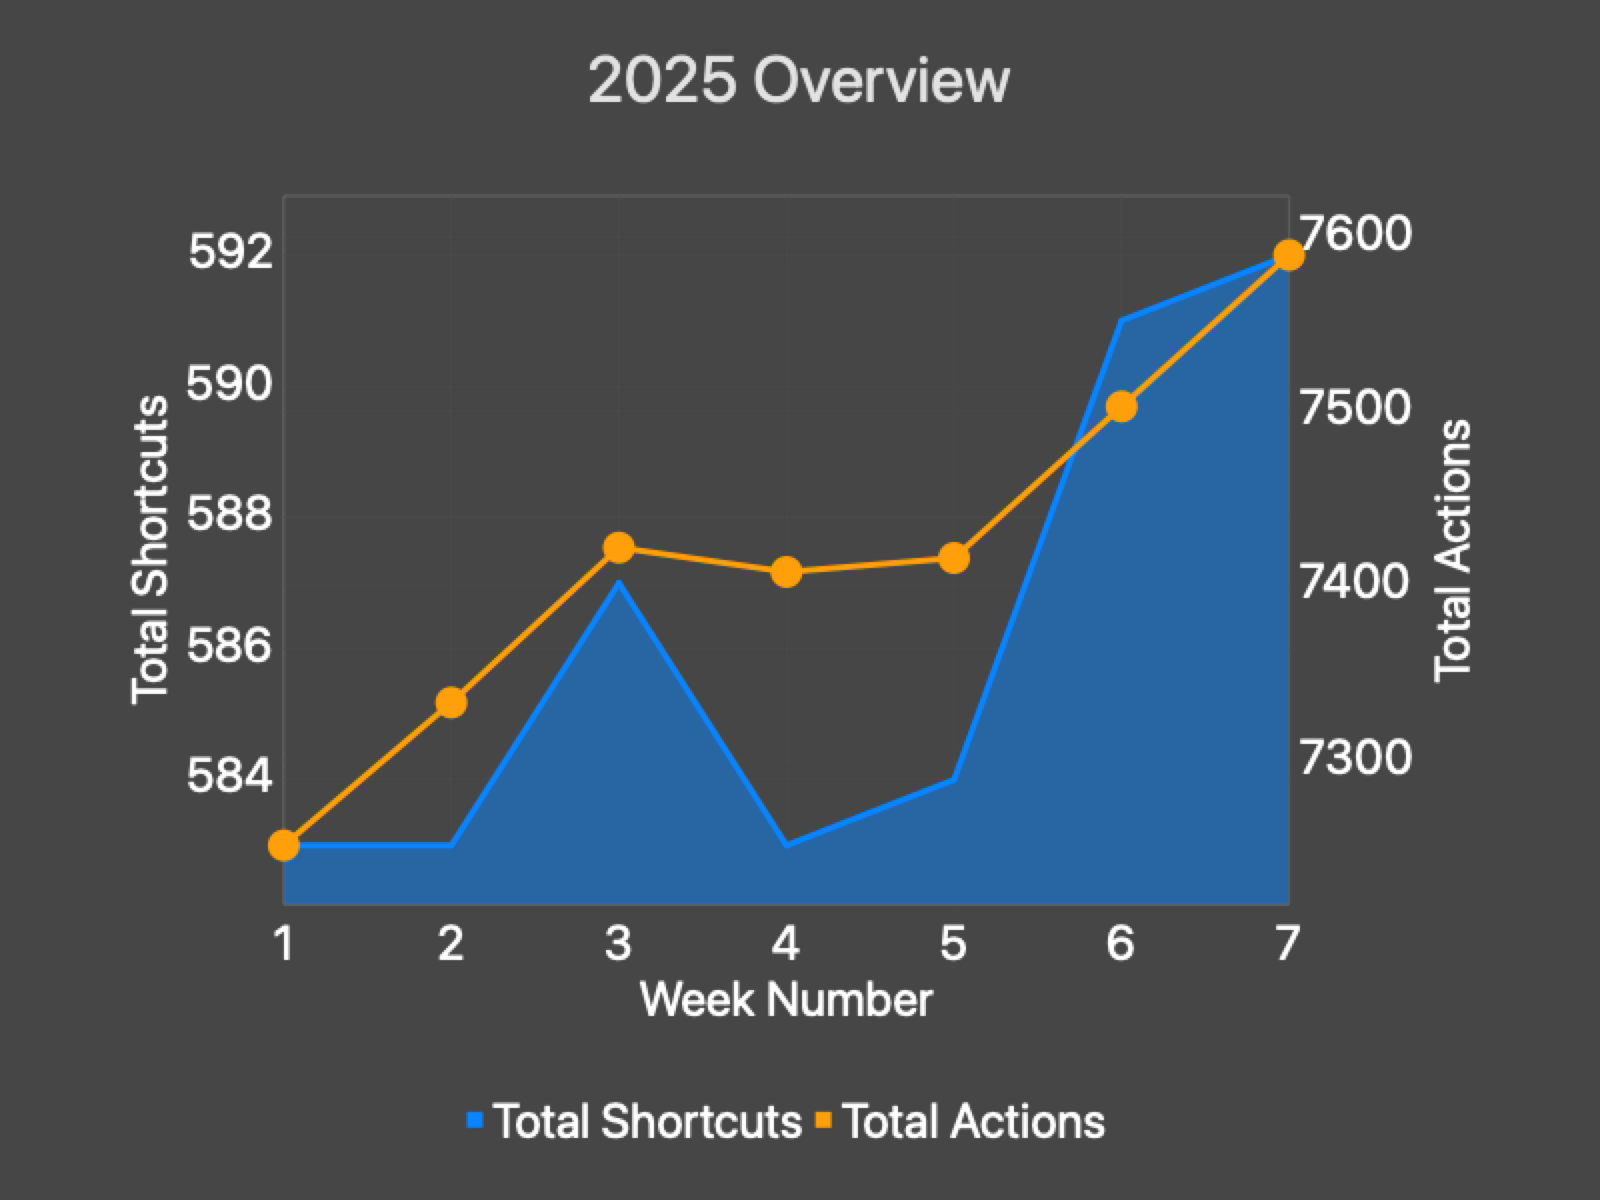 2025 Overview
592
590
588
586
584
Total Shortcuts
7600
7500
7400
7300
Total Actions
1 2 3 4 5 6 7
Week Number
Total Shortcuts Total Actions